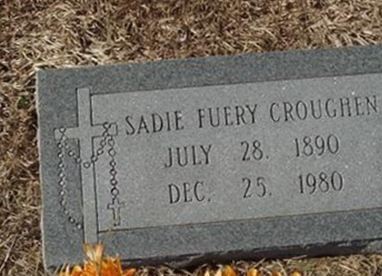 SADIE FUERY CROUGHEN
JULY 28. 1890
DEC. 25. 1980